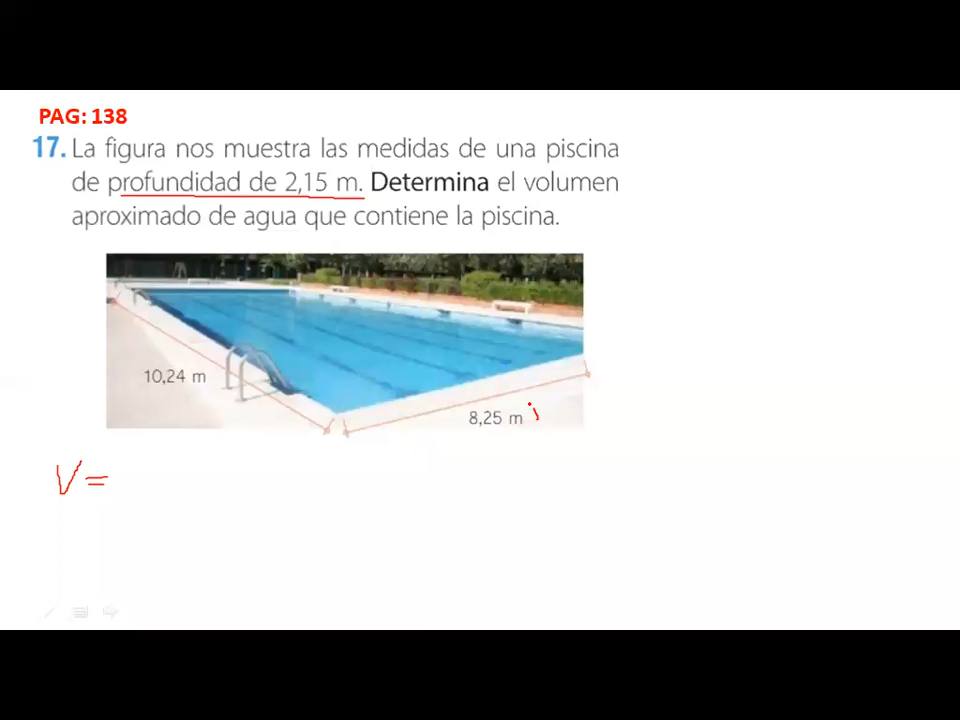 PAG: 138
17. La figura nos muestra las medidas de una piscina
de profundidad de 2,15 m. Determina el volumen
aproximado de agua que contiene la piscina.
10,24 m
8,25 m
V=